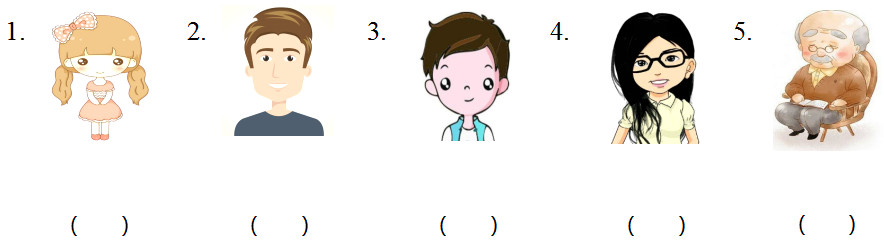 1. 2. 3. 4. 5.
( ) ( ) ( ) ( ) ( )